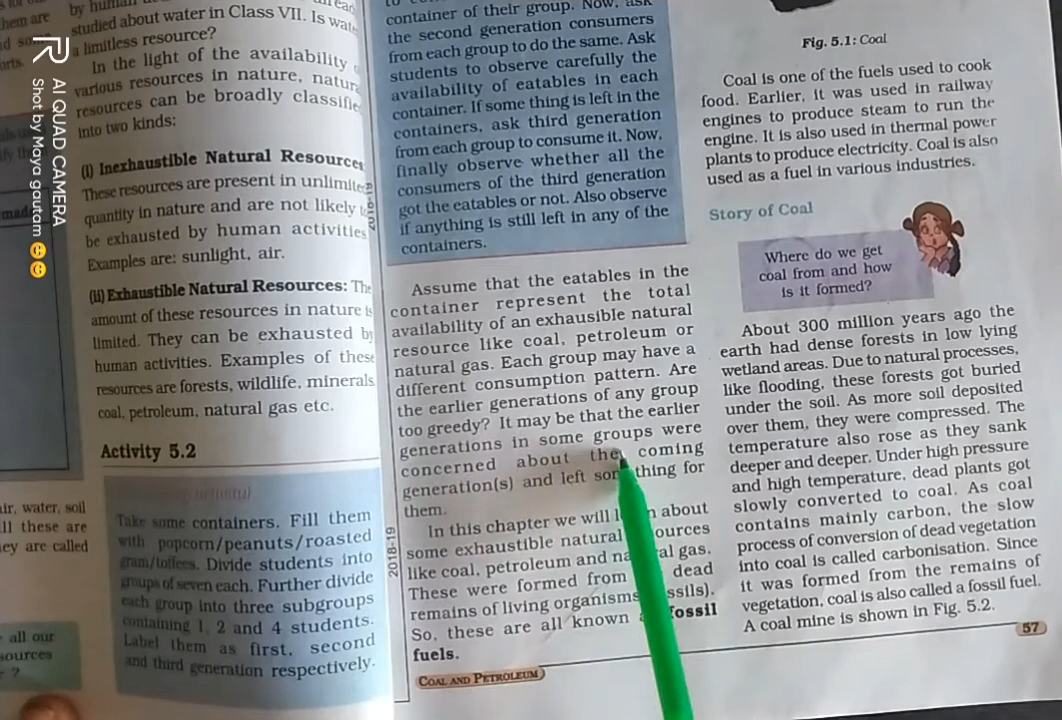 hem are
orts.
made
air, water, soil
ll these are
ey are called
all our
sources
?
by human
studied about water in Class VII. Is
a limitless resource?
In the light of the availability
various resources in nature,
resources can be broadly
into two kinds:
(i) Inexhaustible Natural
These resources are present in
quantity in nature and are not likely
be exhausted by human activities
Examples are: sunlight, air.
(ii) Exhaustible Natural Resources:
amount of these resources in nature
limited. They can be exhausted
human activities. Examples of these
resources are forests, wildlife, minerals
coal, petroleum, natural gas etc.
Activity 5.2
Take some containers. Fill them
with popcorn/peanuts/roasted
gram/toffees. Divide students into
groups of seven each. Further divide
each group into three subgroups
containing 1, 2 and 4 students.
Label them as first, second
and third generation respectively.
container of their group. Now, ask
the second generation consumers
from each group to do the same. Ask
students to observe carefully the
availability of eatables in each
container. If some thing is left in the
containers, ask third generation
from each group to consume it. Now,
finally observe whether all the
consumers of the third generation
got the eatables or not. Also observe
if anything is still left in any of the
containers.
Assume that the eatables in the
container represent the total
availability of an exhausible natural
resource like coal, petroleum or
natural gas. Each group may have a
different consumption pattern. Are
the earlier generations of any group
too greedy? It may be that the earlier
generations in some groups were
concerned about the coming
generation(s) and left thing for
them.
In this chapter we will about
some exhaustible natural
like coal, petroleum and gas.
These were formed from dead
remains of living organisms
So, these are all known fossil
fuels.
COAL AND PETROLEUM
2018-19
Fig. 5.1: Coal
Coal is one of the fuels used to cook
food. Earlier, it was used in railway
engines to produce steam to run the
engine. It is also used in thermal power
plants to produce electricity. Coal is also
used as a fuel in various industries.
Story of Coal
Where do we get
coal from and how
is it formed?
About 300 million years ago the
earth had dense forests in low lying
wetland areas. Due to natural processes,
like flooding, these forests got buried
under the soil. As more soil deposited
over them, they were compressed. The
temperature also rose as they sank
deeper and deeper. Under high pressure
and high temperature, dead plants got
slowly converted to coal. As coal
contains mainly carbon, the slow
process of conversion of dead vegetation
into coal is called carbonisation. Since
it was formed from the remains of
vegetation, coal is also called a fossil fuel.
A coal mine is shown in Fig. 5.2.
57
AI QUAD CAMERA
Shot by Maya gautam 😊😊